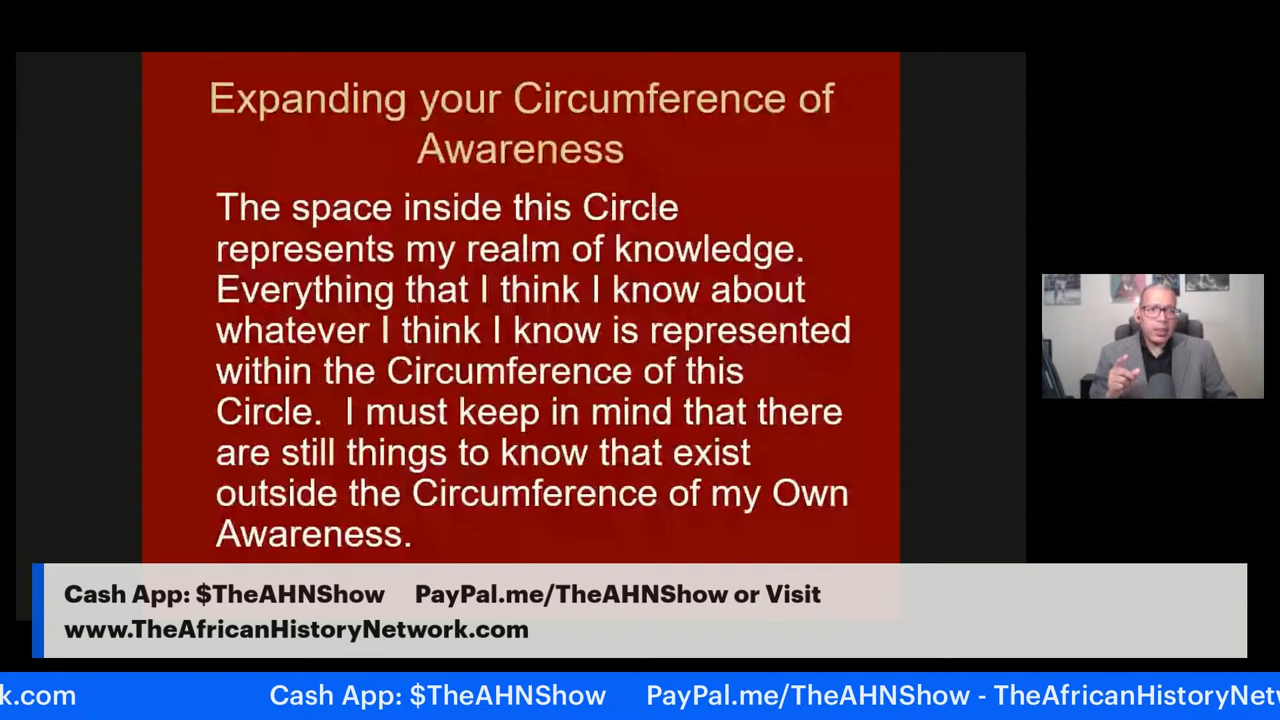 Expanding your Circumference of
Awareness
The space inside this Circle
represents my realm of knowledge.
Everything that I think I know about
whatever I think I know is represented
within the Circumference of this
Circle. I must keep in mind that there
are still things to know that exist
outside the Circumference of my Own
Awareness.
Cash App: $TheAHNShow PayPal.me/TheAHNShow or Visit
www.TheAfricanHistoryNetwork.com
k.com Cash App: $TheAHNShow PayPal.me/TheAHNShow - TheAfricanHistoryNetw